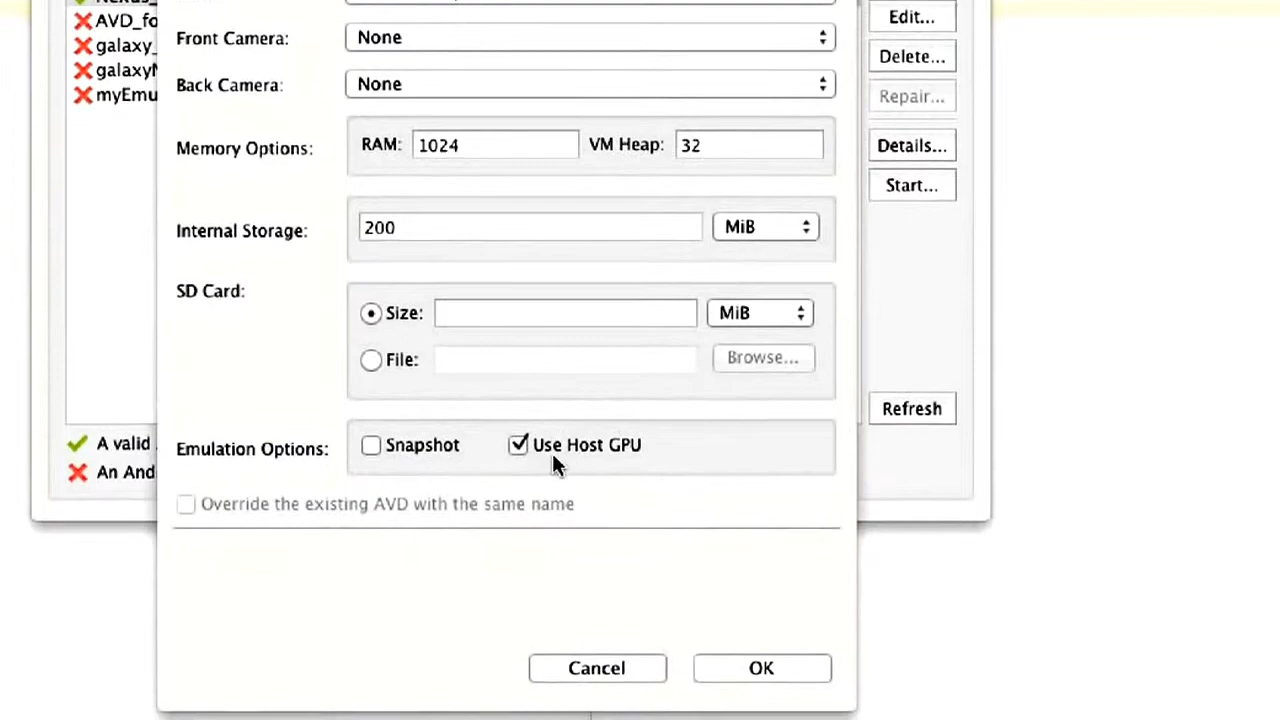 AVD_fo
Edit...
Front Camera: None
galaxy_
Delete...
galaxyN
Back Camera: None
myEmu
Repair...
Memory Options: RAM: 1024 VM Heap: 32
Details...
Start...
Internal Storage: 200 MiB
SD Card:
Size: MiB
File: Browse...
Refresh
A valid
Emulation Options: Snapshot Use Host GPU
An And
Override the existing AVD with the same name
Cancel OK